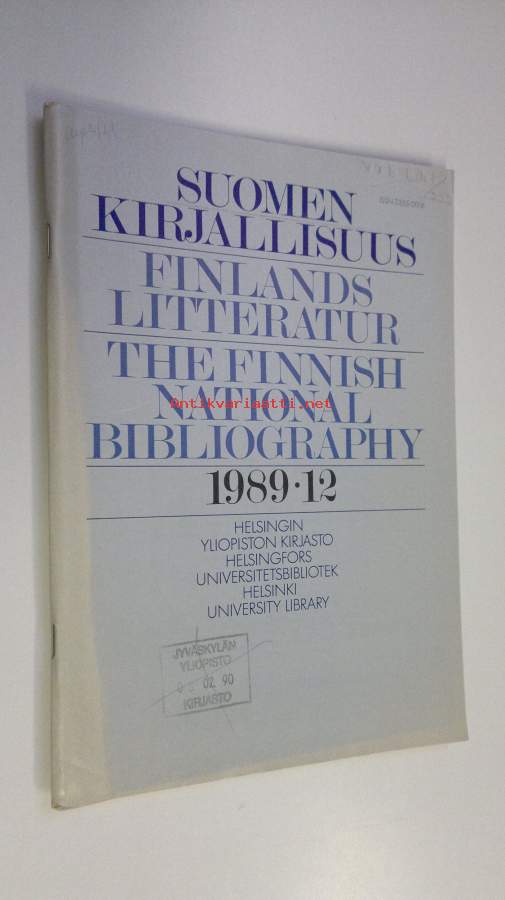 SUOMEN
KIRJALLISUUS
FINLANDS
LITTERATUR
THE FINNISH
NATIONAL
Antikvariaatti.net
BIBLIOGRAPHY
1989·12
HELSINGIN
YLIOPISTON KIRJASTO
HELSINGFORS
UNIVERSITETSBIBLIOTEK
HELSINKI
UNIVERSITY LIBRARY
JYVÄSKYLÄN
YLIOPISTO
02. 90
KIRJASTO